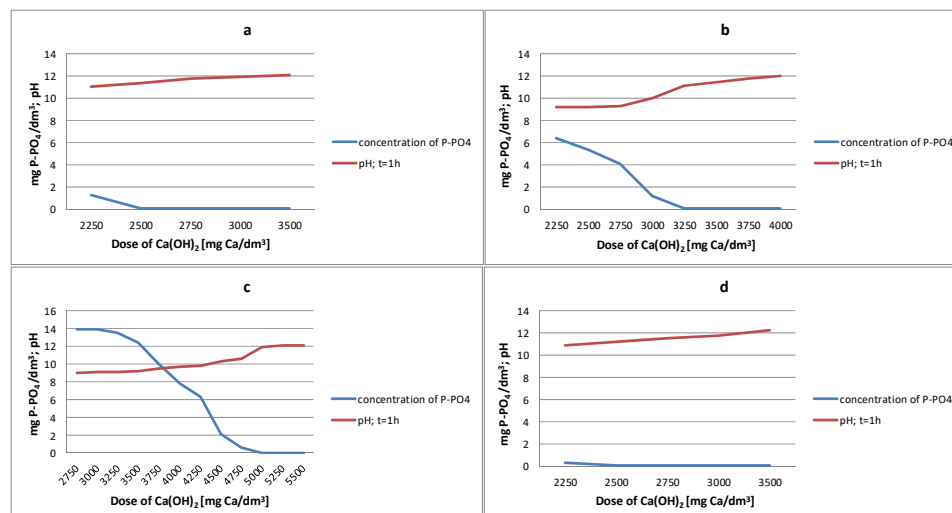 a
mg P-PO₄/dm³; pH
14
12
10
8
6
4
2
0
2250 2500 2750 3000 3500
Dose of Ca(OH)₂ [mg Ca/dm³]
concentration of P-PO4
pH; t=1h
b
mg P-PO₄/dm³; pH
14
12
10
8
6
4
2
0
2250 2500 2750 3000 3250 3500 3750 4000
Dose of Ca(OH)₂ [mg Ca/dm³]
concentration of P-PO4
pH; t=1h
c
mg P-PO₄/dm³; pH
16
14
12
10
8
6
4
2
0
2750 3000 3250 3500 3750 4000 4250 4500 4750 5000 5250 5500
Dose of Ca(OH)₂ [mg Ca/dm³]
concentration of P-PO4
pH; t=1h
d
mg P-PO₄/dm³; pH
14
12
10
8
6
4
2
0
2250 2500 2750 3000 3500
Dose of Ca(OH)₂ [mg Ca/dm³]
concentration of P-PO4
pH; t=1h